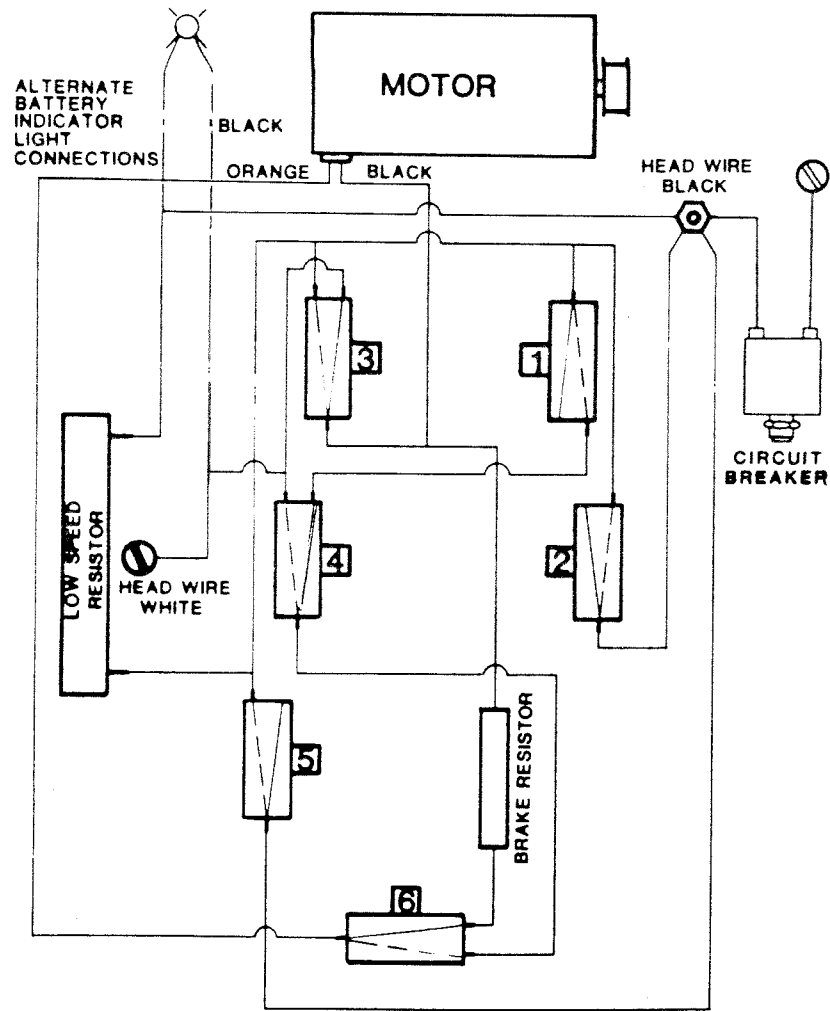 MOTOR
ALTERNATE
BATTERY
INDICATOR
LIGHT
CONNECTIONS
BLACK
ORANGE
BLACK
HEAD WIRE
BLACK
3
1
CIRCUIT
BREAKER
LOW SPEED
RESISTOR
HEAD WIRE
WHITE
4
2
5
BRAKE RESISTOR
6